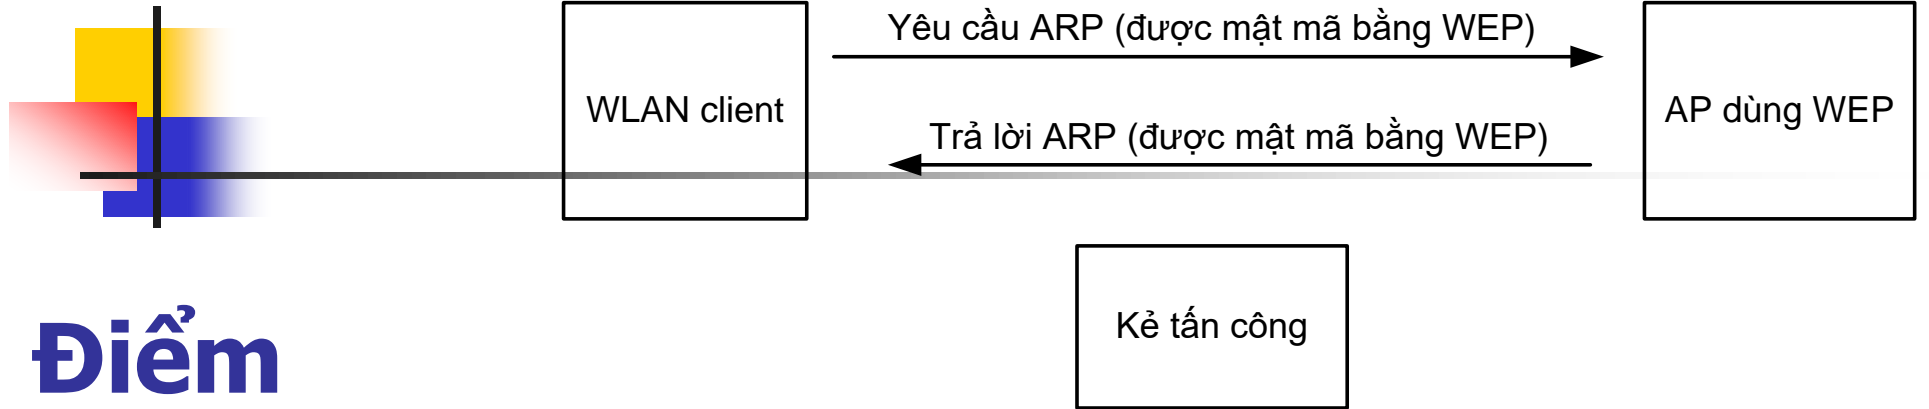 Yêu cầu ARP (được mật mã bằng WEP)
WLAN client
AP dùng WEP
Trả lời ARP (được mật mã bằng WEP)
Kẻ tấn công
Điểm